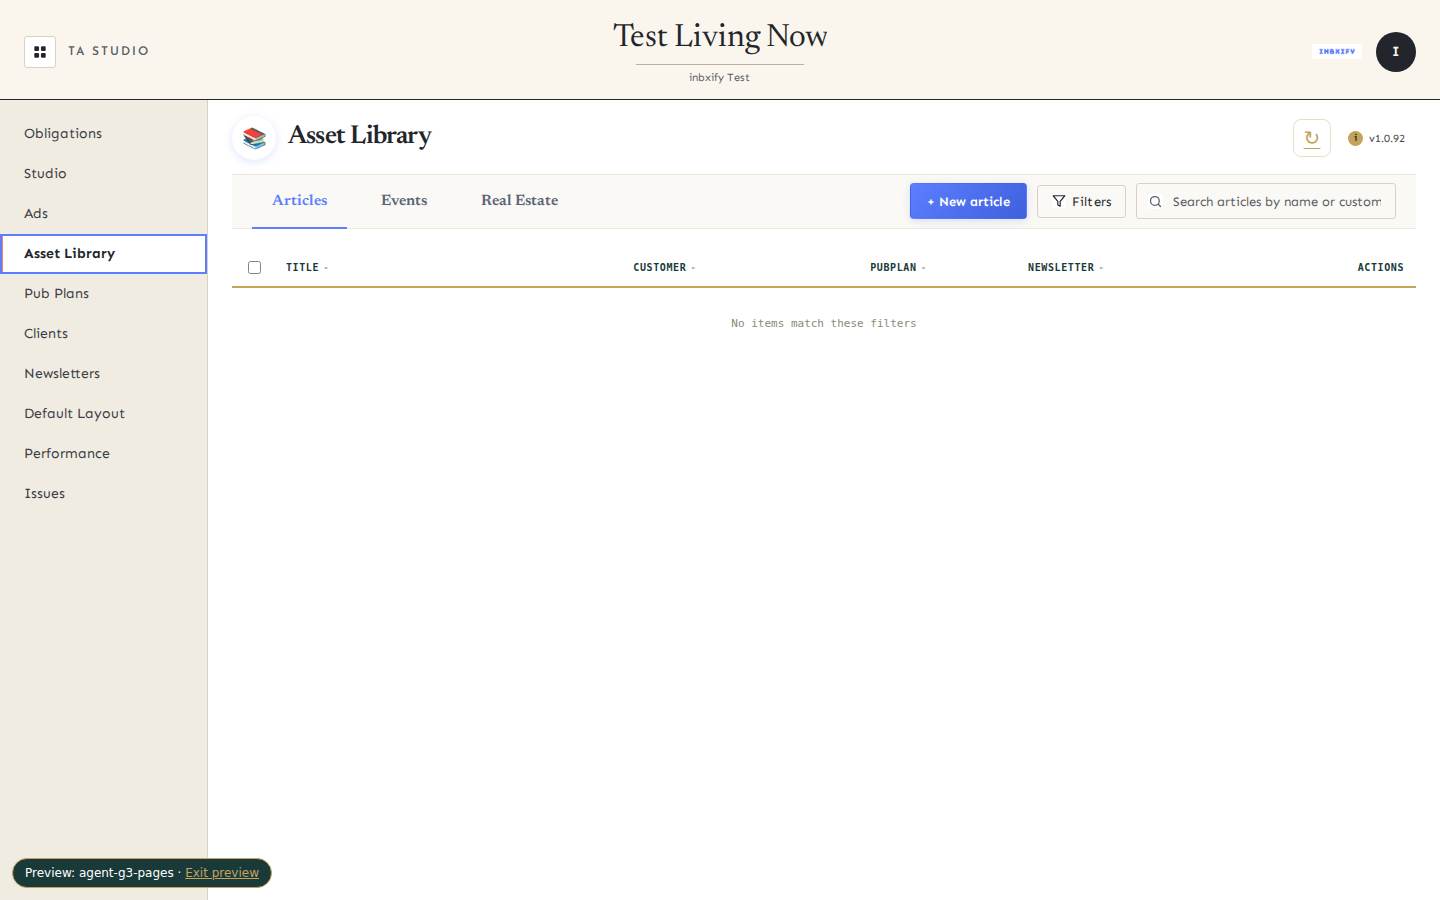 TA STUDIO
Test Living Now
inbxify Test
INBXIFY
I
Obligations
Studio
Ads
Asset Library
Pub Plans
Clients
Newsletters
Default Layout
Performance
Issues
Asset Library
↻
i
v1.0.92
Articles
Events
Real Estate
+ New article
Filters
Search articles by name or custom
TITLE -
CUSTOMER -
PUBPLAN -
NEWSLETTER -
ACTIONS
No items match these filters
Preview: agent-g3-pages · Exit preview